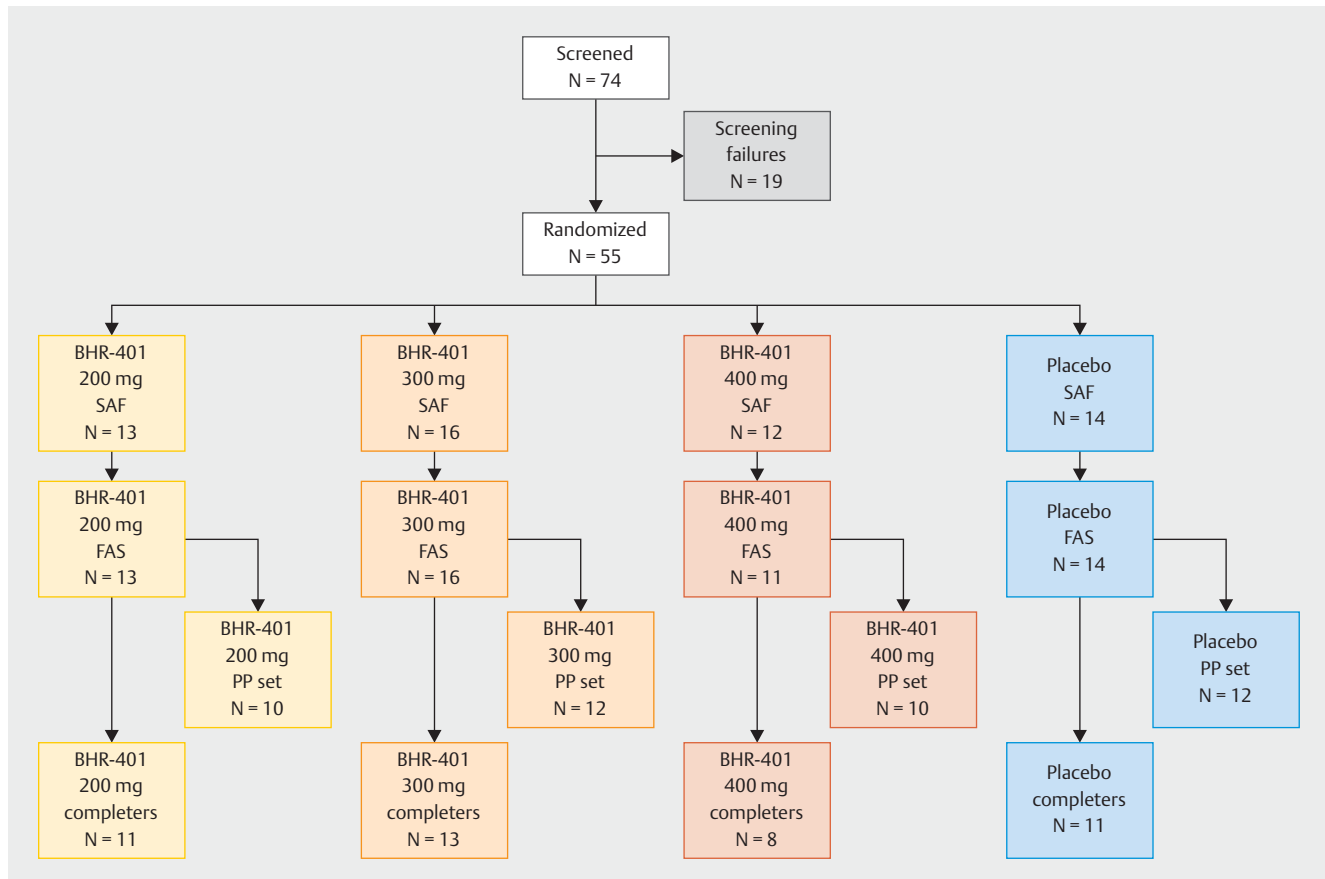 Screened
N = 74
Screening
failures
N = 19
Randomized
N = 55
BHR-401
200 mg
SAF
N = 13
BHR-401
300 mg
SAF
N = 16
BHR-401
400 mg
SAF
N = 12
Placebo
SAF
N = 14
BHR-401
200 mg
FAS
N = 13
BHR-401
300 mg
FAS
N = 16
BHR-401
400 mg
FAS
N = 11
Placebo
FAS
N = 14
BHR-401
200 mg
PP set
N = 10
BHR-401
300 mg
PP set
N = 12
BHR-401
400 mg
PP set
N = 10
Placebo
PP set
N = 12
BHR-401
200 mg
completers
N = 11
BHR-401
300 mg
completers
N = 13
BHR-401
400 mg
completers
N = 8
Placebo
completers
N = 11